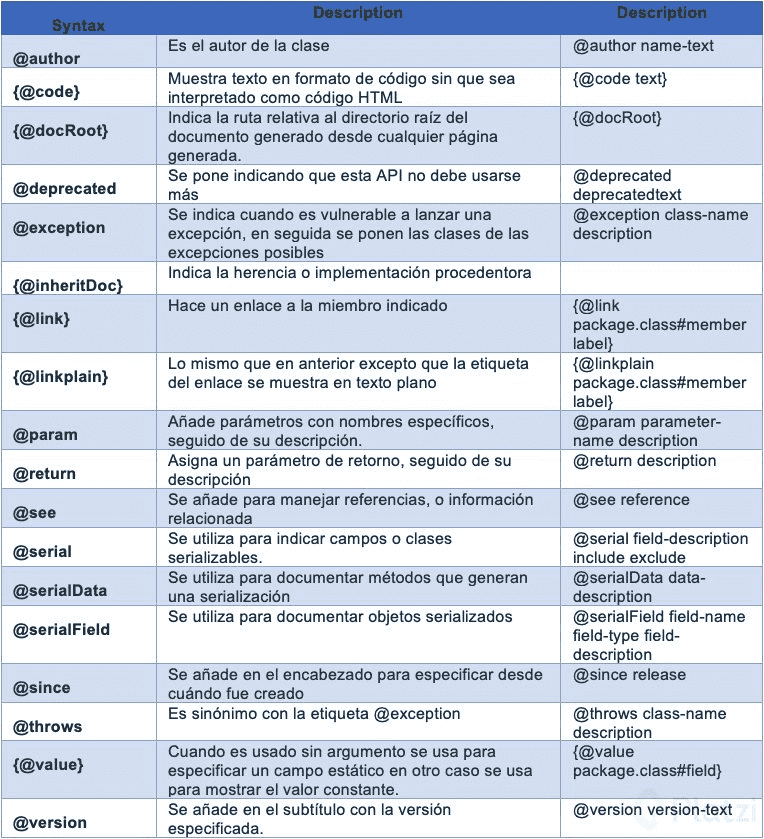 Syntax Description Description
@author Es el autor de la clase @author name-text
{@code} Muestra texto en formato de código sin que sea {@code text}
interpretado como código HTML
{@docRoot} Indica la ruta relativa al directorio raíz del {@docRoot}
documento generado desde cualquier página
generada.
@deprecated Se pone indicando que esta API no debe usarse @deprecated
más deprecatedtext
@exception Se indica cuando es vulnerable a lanzar una @exception class-name
excepción, en seguida se ponen las clases de las description
excepciones posibles
{@inheritDoc} Indica la herencia o implementación procedentora
{@link} Hace un enlace a la miembro indicado {@link
package.class#member
label}
{@linkplain} Lo mismo que en anterior excepto que la etiqueta {@linkplain
del enlace se muestra en texto plano package.class#member
label}
@param Añade parámetros con nombres específicos, @param parameter-
seguido de su descripción. name description
@return Asigna un parámetro de retorno, seguido de su @return description
descripción
@see Se añade para manejar referencias, o información @see reference
relacionada
@serial Se utiliza para indicar campos o clases @serial field-description
serializables. include exclude
@serialData Se utiliza para documentar métodos que generan @serialData data-
una serialización description
@serialField Se utiliza para documentar objetos serializados @serialField field-name
field-type field-
description
@since Se añade en el encabezado para especificar desde @since release
cuándo fue creado
@throws Es sinónimo con la etiqueta @exception @throws class-name
description
{@value} Cuando es usado sin argumento se usa para {@value
especificar un campo estático en otro caso se usa package.class#field}
para mostrar el valor constante.
@version Se añade en el subtítulo con la versión @version version-text
especificada.
Platzi